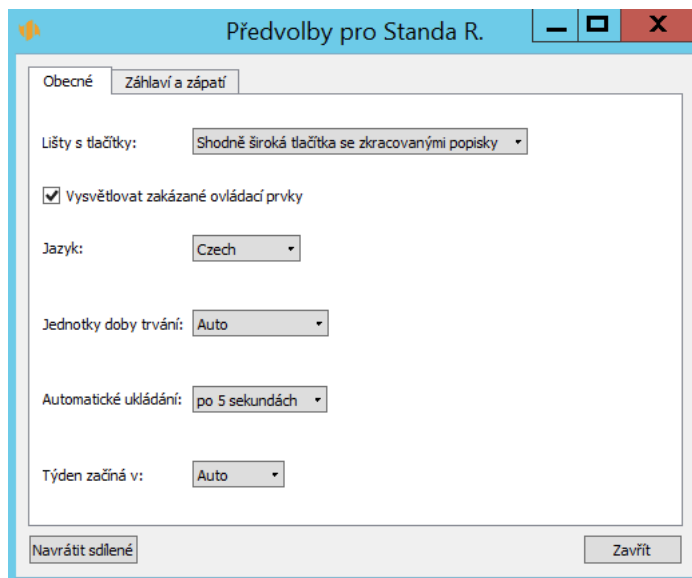 Předvolby pro Standa R.
Obecné Záhlaví a zápatí
Lišty s tlačítky: Shodně široká tlačítka se zkracovanými popisky
Vysvětlovat zakázané ovládací prvky
Jazyk: Czech
Jednotky doby trvání: Auto
Automatické ukládání: po 5 sekundách
Týden začíná v: Auto
Navrátit sdílené Zavřít